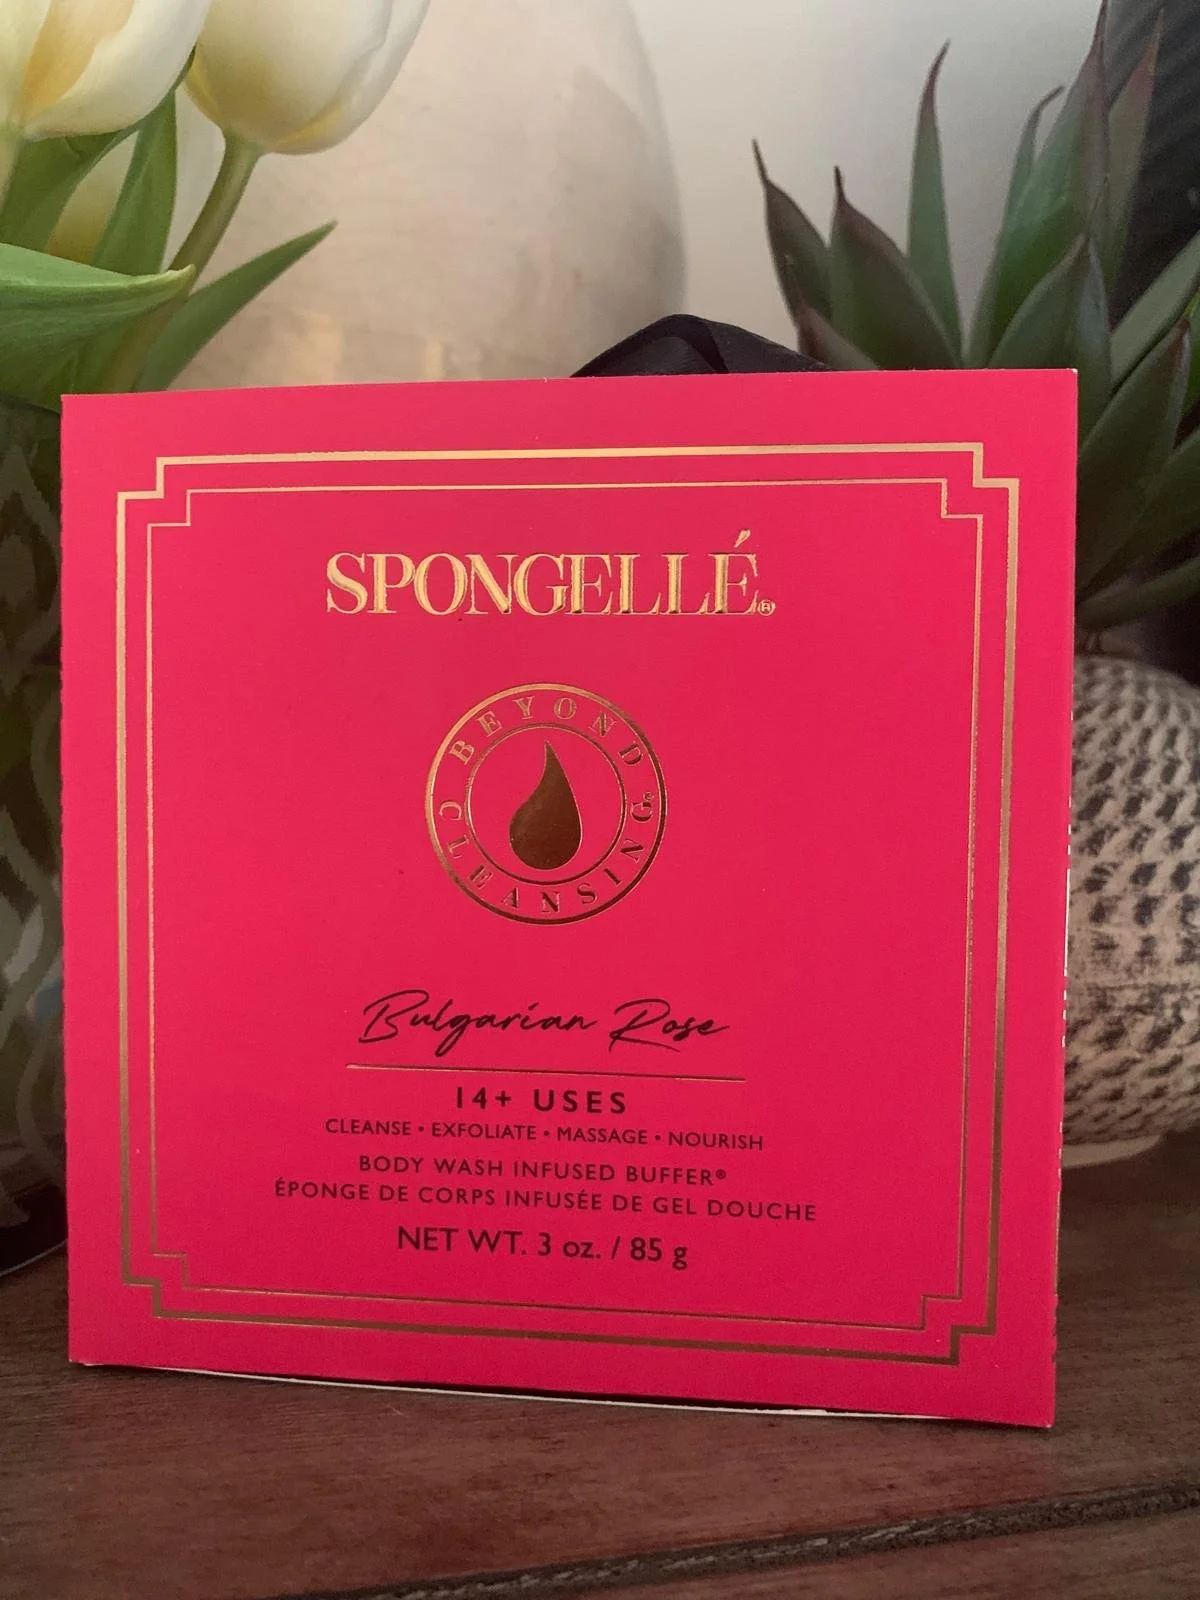 SPONGELLÉ®
BEYOND
CLEANSING®
Bulgarian Rose
14+ USES
CLEANSE • EXFOLIATE • MASSAGE • NOURISH
BODY WASH INFUSED BUFFER®
ÉPONGE DE CORPS INFUSÉE DE GEL DOUCHE
NET WT. 3 oz. / 85 g